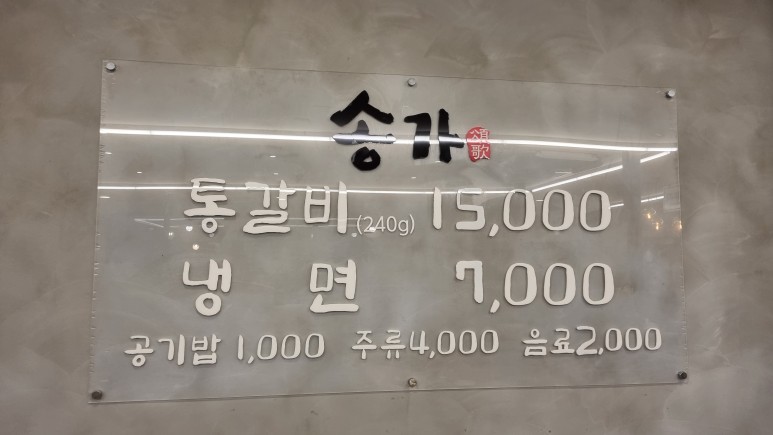 송가 頌歌
통갈비 (240g) 15,000
냉면 7,000
공기밥 1,000 주류 4,000 음료 2,000